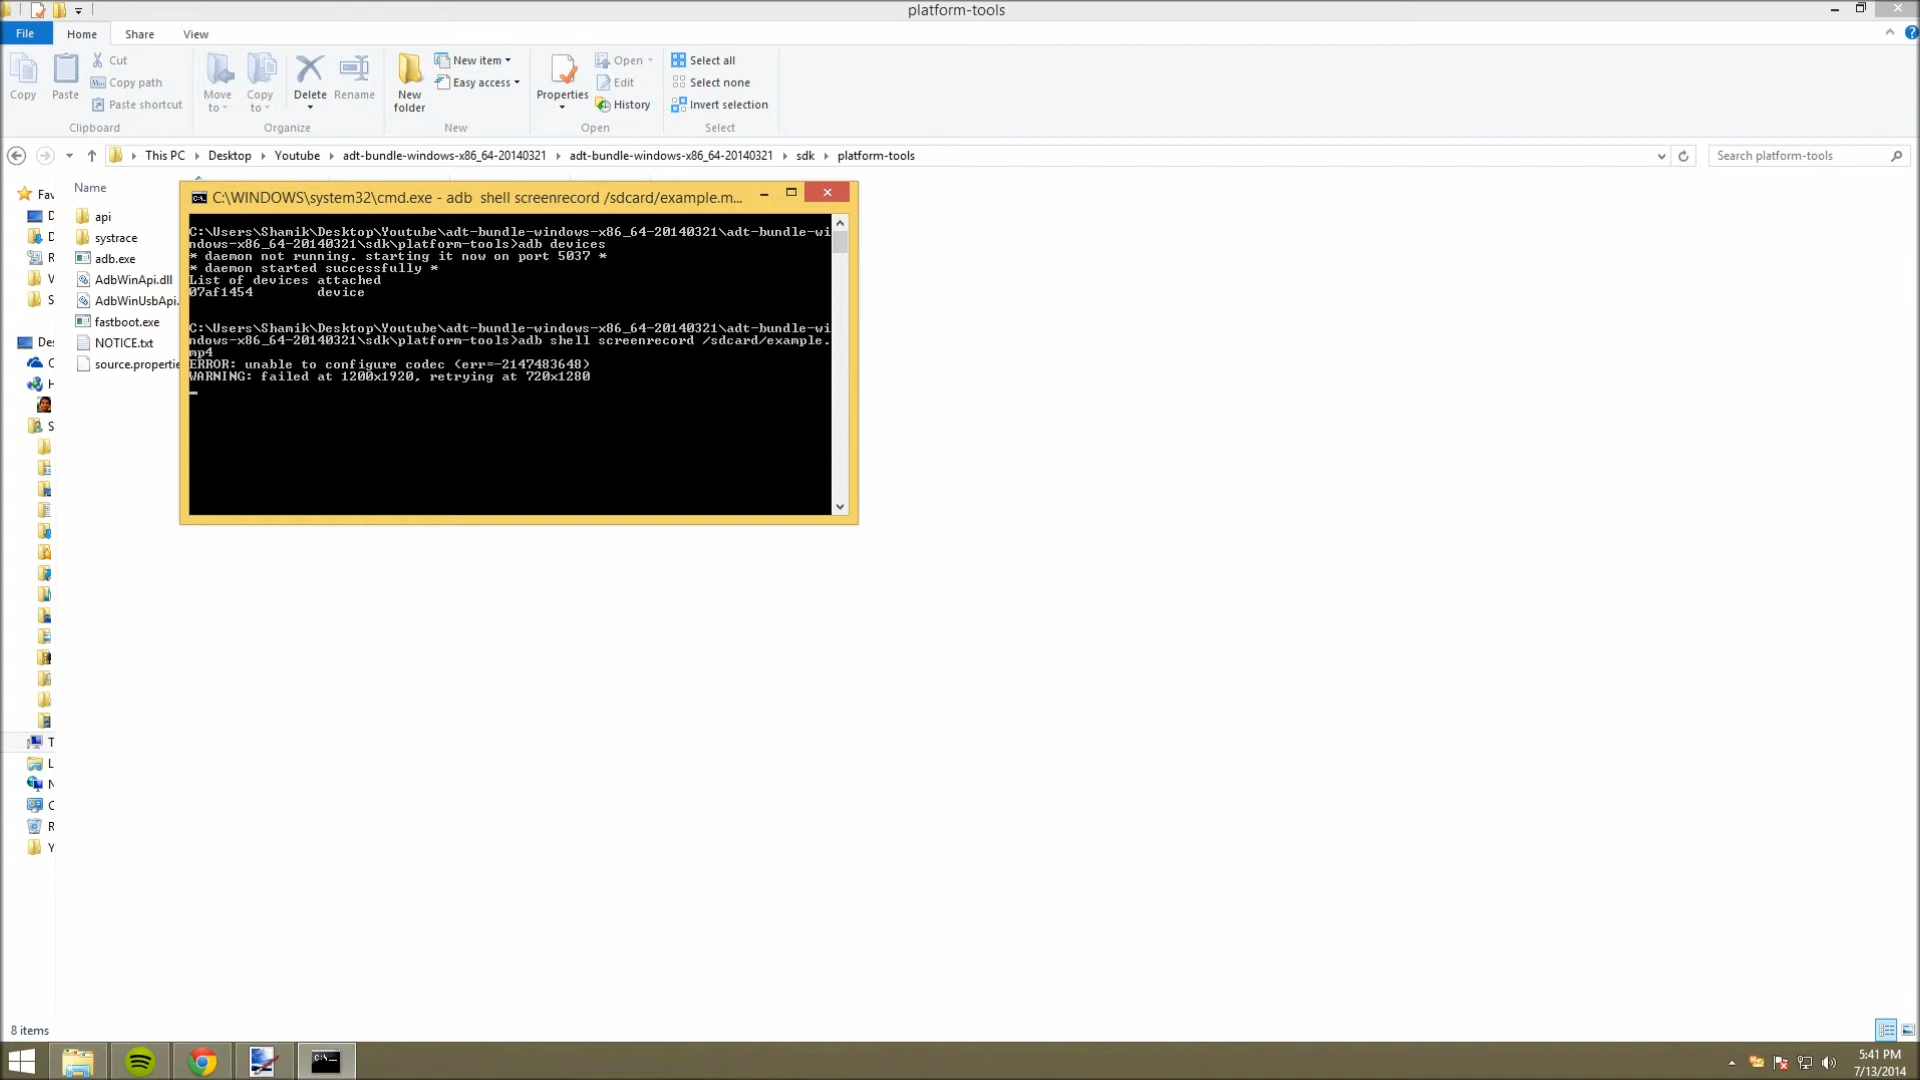 platform-tools
File Home Share View
Copy Paste Cut Copy path Paste shortcut Move to Copy to Delete Rename New folder New item Easy access Properties Open Edit History Select all Select none Invert selection
Clipboard Organize New Open Select
This PC Desktop Youtube adt-bundle-windows-x86_64-20140321 adt-bundle-windows-x86_64-20140321 sdk platform-tools Search platform-tools
Fav
Name
api
systrace
adb.exe
AdbWinApi.dll
AdbWinUsbApi.
fastboot.exe
NOTICE.txt
source.propertie
C:\WINDOWS\system32\cmd.exe - adb  shell screenrecord /sdcard/example.m...
C:\Users\Shamik\Desktop\Youtube\adt-bundle-windows-x86_64-20140321\adt-bundle-wi
ndows-x86_64-20140321\sdk\platform-tools>adb devices
* daemon not running. starting it now on port 5037 *
* daemon started successfully *
List of devices attached
07af1454        device
C:\Users\Shamik\Desktop\Youtube\adt-bundle-windows-x86_64-20140321\adt-bundle-wi
ndows-x86_64-20140321\sdk\platform-tools>adb shell screenrecord /sdcard/example.
mp4
ERROR: unable to configure codec (err=-2147483648)
WARNING: failed at 1200x1920, retrying at 720x1280
8 items
5:41 PM
7/13/2014